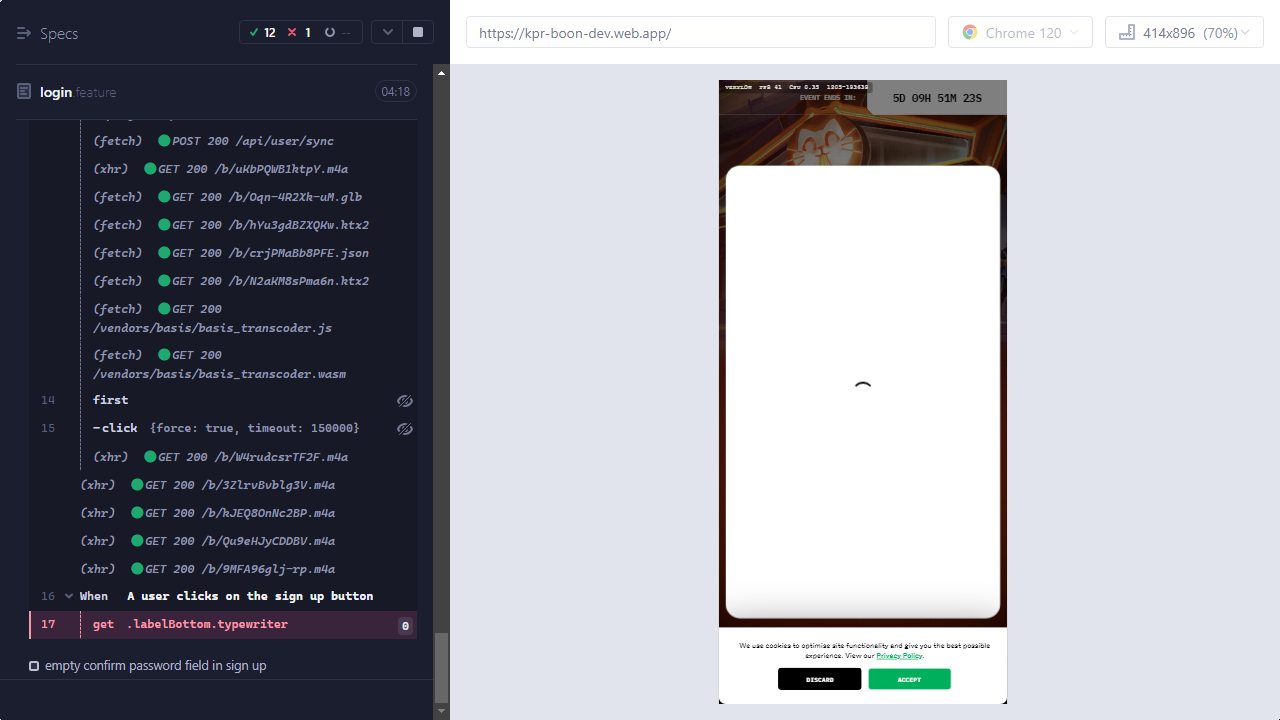 Specs
12 1 --
login.feature
04:18
(fetch) POST 200 /api/user/sync
(xhr) GET 200 /b/uKbPQWB1ktpY.m4a
(fetch) GET 200 /b/Oqn-4R2Xk-uM.glb
(fetch) GET 200 /b/hYu3gdBZXQKw.ktx2
(fetch) GET 200 /b/crjPMaBb8PFE.json
(fetch) GET 200 /b/N2aKM8sPma6n.ktx2
(fetch) GET 200
/vendors/basis/basis_transcoder.js
(fetch) GET 200
/vendors/basis/basis_transcoder.wasm
14 first
15 -click {force: true, timeout: 150000}
(xhr) GET 200 /b/W4rudcsrTF2F.m4a
(xhr) GET 200 /b/3ZlrvBvblg3V.m4a
(xhr) GET 200 /b/kJEQ8OnNc2BP.m4a
(xhr) GET 200 /b/Qu9eHJyCDDBV.m4a
(xhr) GET 200 /b/9MFA96glj-rp.m4a
16 When A user clicks on the sign up button
17 get .labelBottom.typewriter 0
empty confirm password field in sign up
https://kpr-boon-dev.web.app/
Chrome 120
414x896 (70%)
EVENT ENDS IN:
5D 09H 51M 23S
We use cookies to optimise site functionality and give you the best possible
experience. View our Privacy Policy.
DISCARD
ACCEPT